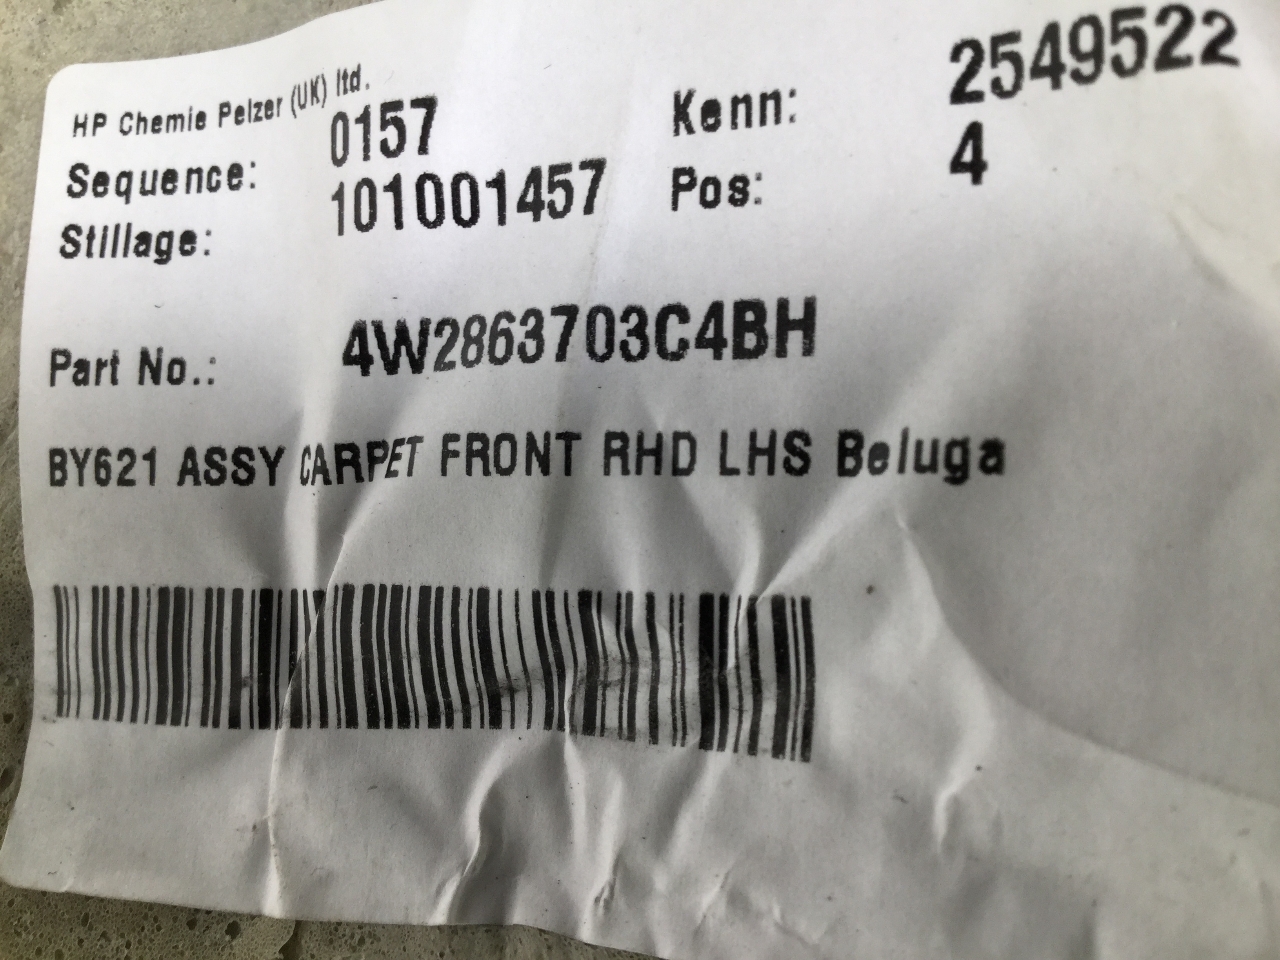 HP Chemie Pelzer (UK) ltd.
Sequence: 0157 Kenn: 2549522
Stillage: 101001457 Pos: 4
Part No.: 4W2863703C4BH
BY621 ASSY CARPET FRONT RHD LHS Beluga